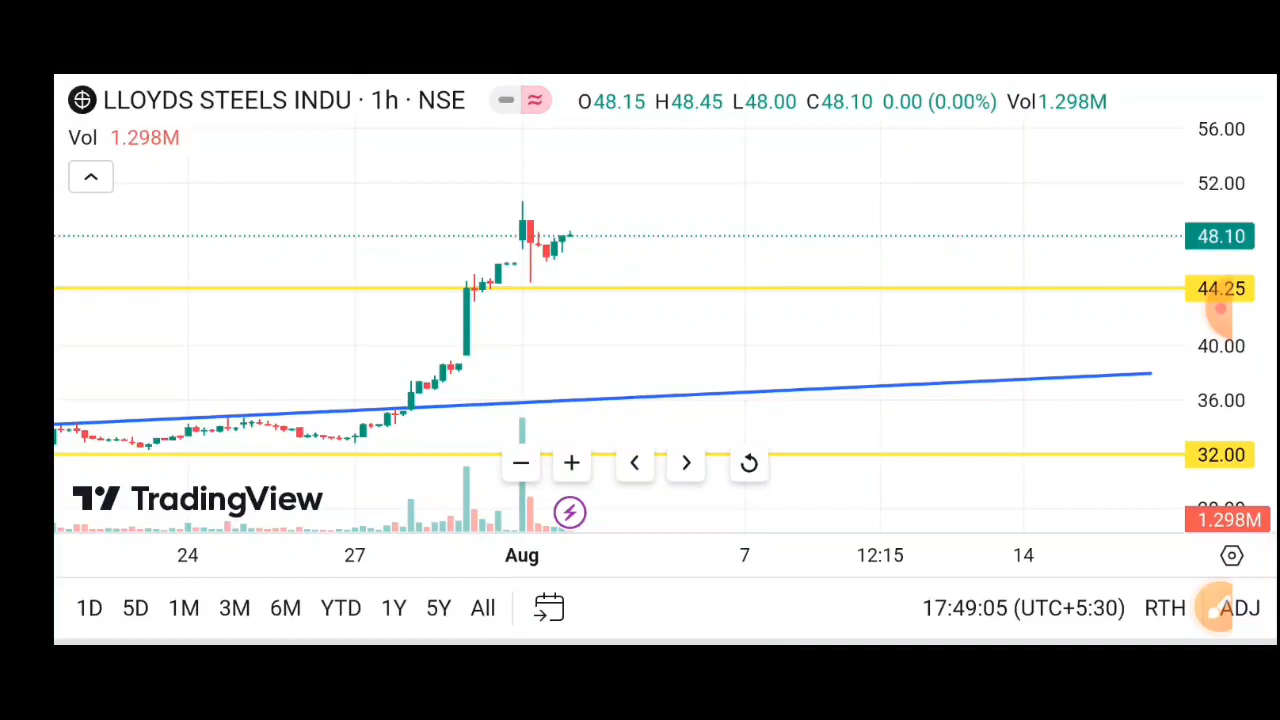 LLOYDS STEELS INDU · 1h · NSE O48.15 H48.45 L48.00 C48.10 0.00 (0.00%) Vol1.298M
Vol 1.298M
56.00
52.00
48.10
44.25
40.00
36.00
32.00
1.298M
TradingView
24 27 Aug 7 12:15 14
1D 5D 1M 3M 6M YTD 1Y 5Y All 17:49:05 (UTC+5:30) RTH ADJ